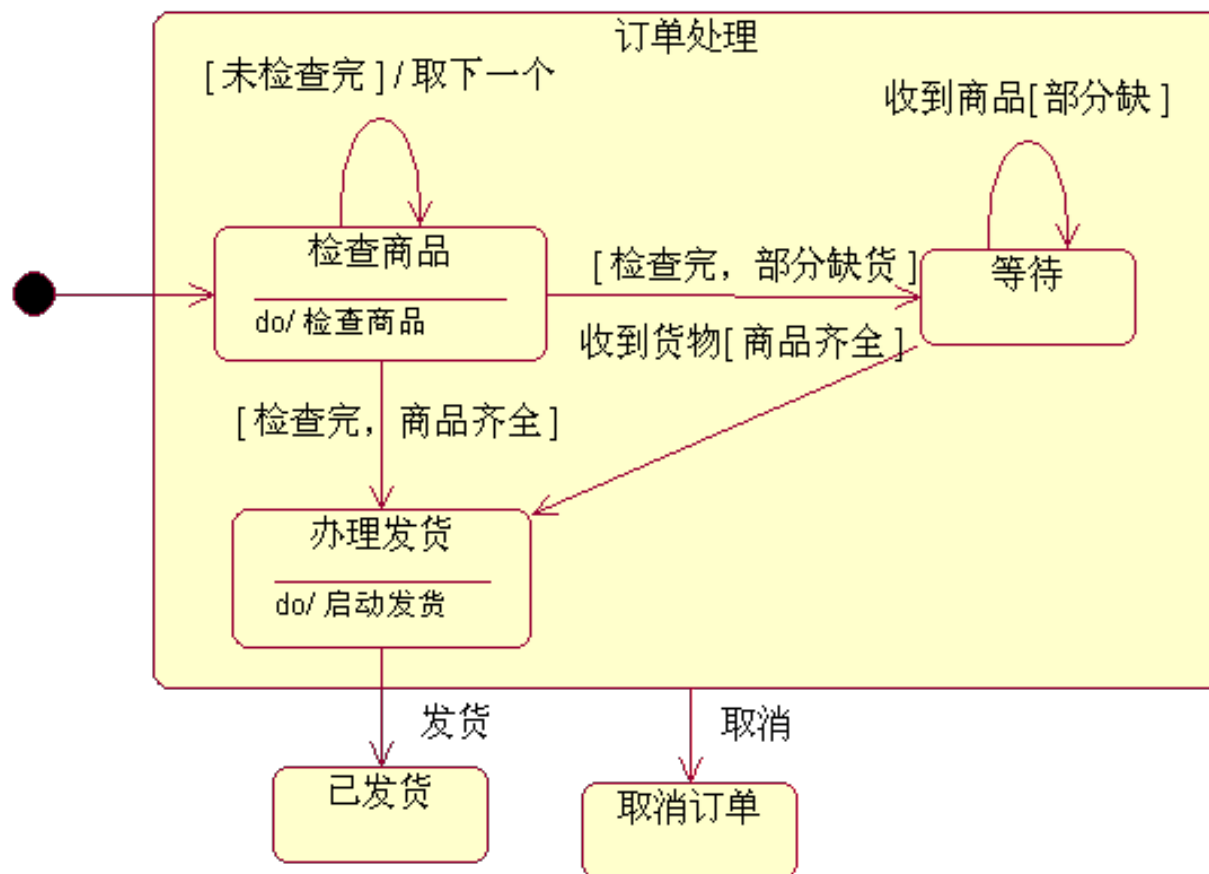 订单处理
[未检查完]/取下一个
收到商品[部分缺]
检查商品
do/检查商品
[检查完，部分缺货]
等待
收到货物[商品齐全]
[检查完，商品齐全]
办理发货
do/启动发货
发货
取消
已发货
取消订单